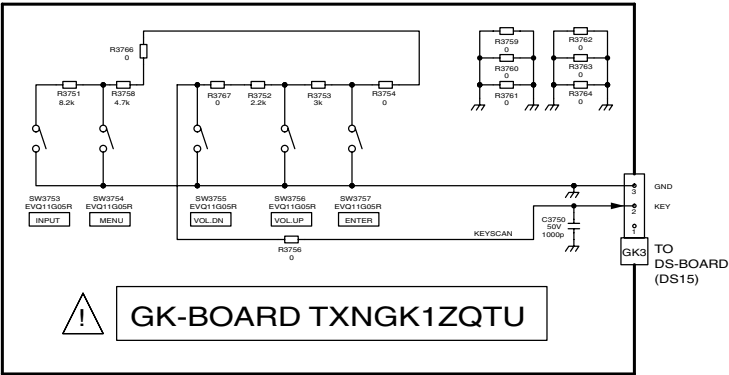 R3766
0
R3751
8.2k
R3758
4.7k
R3767
0
R3752
2.2k
R3753
3k
R3754
0
R3759
0
R3760
0
R3761
0
R3762
0
R3763
0
R3764
0
SW3753
EVQ11G05R
INPUT
SW3754
EVQ11G05R
MENU
SW3755
EVQ11G05R
VOL.DN
SW3756
EVQ11G05R
VOL.UP
SW3757
EVQ11G05R
ENTER
R3756
0
KEYSCAN
C3750
50V
1000p
3
GND
2
KEY
1
GK3
TO
DS-BOARD
(DS15)
!
GK-BOARD TXNGK1ZQTU